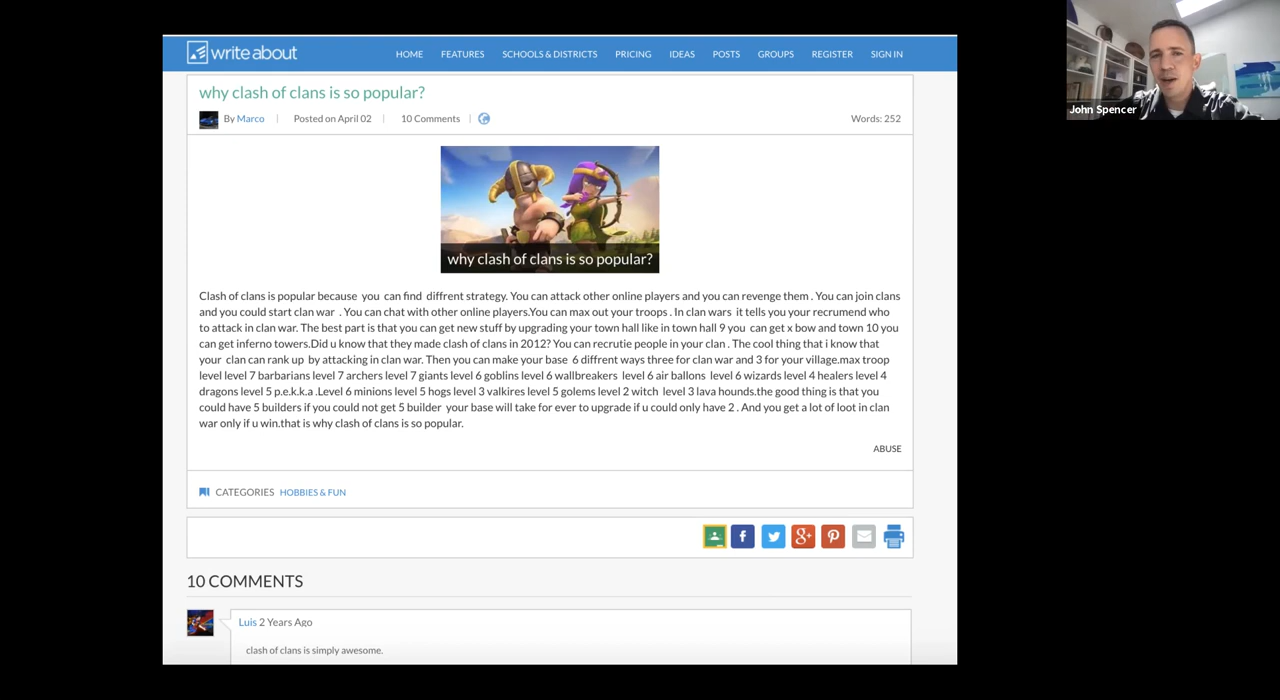 write about
HOME FEATURES SCHOOLS & DISTRICTS PRICING IDEAS POSTS GROUPS REGISTER SIGN IN
John Spencer
why clash of clans is so popular?
By Marco | Posted on April 02 | 10 Comments | Words: 252
why clash of clans is so popular?
Clash of clans is popular because you can find diffrent strategy. You can attack other online players and you can revenge them . You can join clans
and you could start clan war . You can chat with other online players.You can max out your troops . In clan wars it tells you your recrumend who
to attack in clan war. The best part is that you can get new stuff by upgrading your town hall like in town hall 9 you can get x bow and town 10 you
can get inferno towers.Did u know that they made clash of clans in 2012? You can recrutie people in your clan . The cool thing that i know that
your clan can rank up by attacking in clan war. Then you can make your base 6 diffrent ways three for clan war and 3 for your village.max troop
level level 7 barbarians level 7 archers level 7 giants level 6 goblins level 6 wallbreakers level 6 air ballons level 6 wizards level 4 healers level 4
dragons level 5 p.e.k.k.a .Level 6 minions level 5 hogs level 3 valkires level 5 golems level 2 witch level 3 lava hounds.the good thing is that you
could have 5 builders if you could not get 5 builder your base will take for ever to upgrade if u could only have 2 . And you get a lot of loot in clan
war only if u win.that is why clash of clans is so popular.
ABUSE
CATEGORIES HOBBIES & FUN
10 COMMENTS
Luis 2 Years Ago
clash of clans is simply awesome.